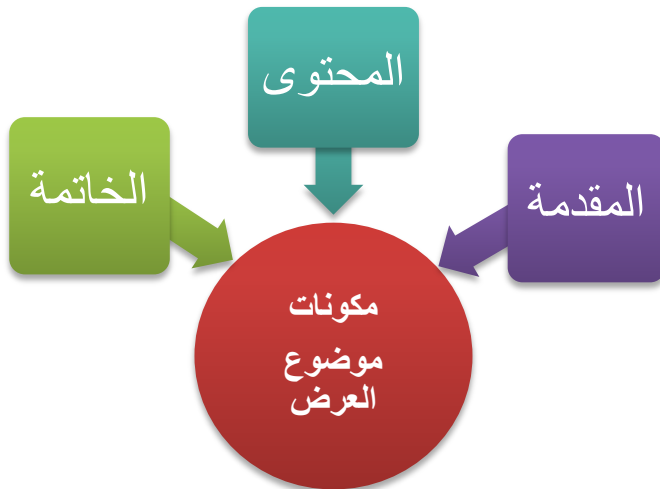 المقدمة
المحتوى
الخاتمة
مكونات
موضوع
العرض